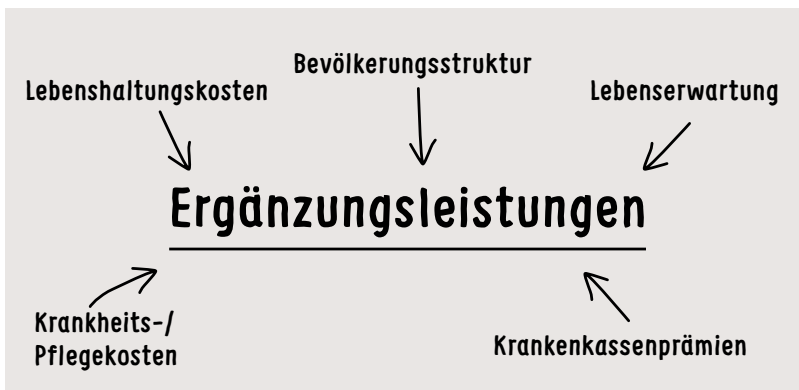 Bevölkerungsstruktur
Lebenshaltungskosten
Lebenserwartung
Ergänzungsleistungen
Krankheits-/
Pflegekosten
Krankenkassenprämien